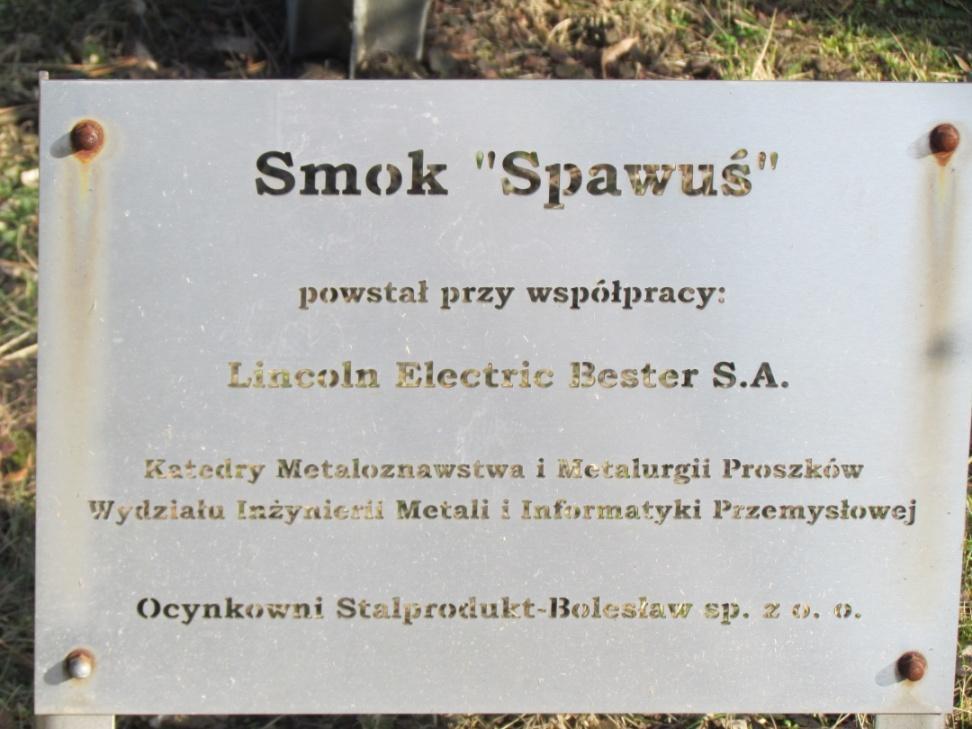 Smok "Spawuś"
powstał przy współpracy:
Lincoln Electric Bester S.A.
Katedry Metaloznawstwa i Metalurgii Proszków
Wydziału Inżynierii Metali i Informatyki Przemysłowej
Ocynkowni Stalprodukt-Bolesław sp. z o. o.